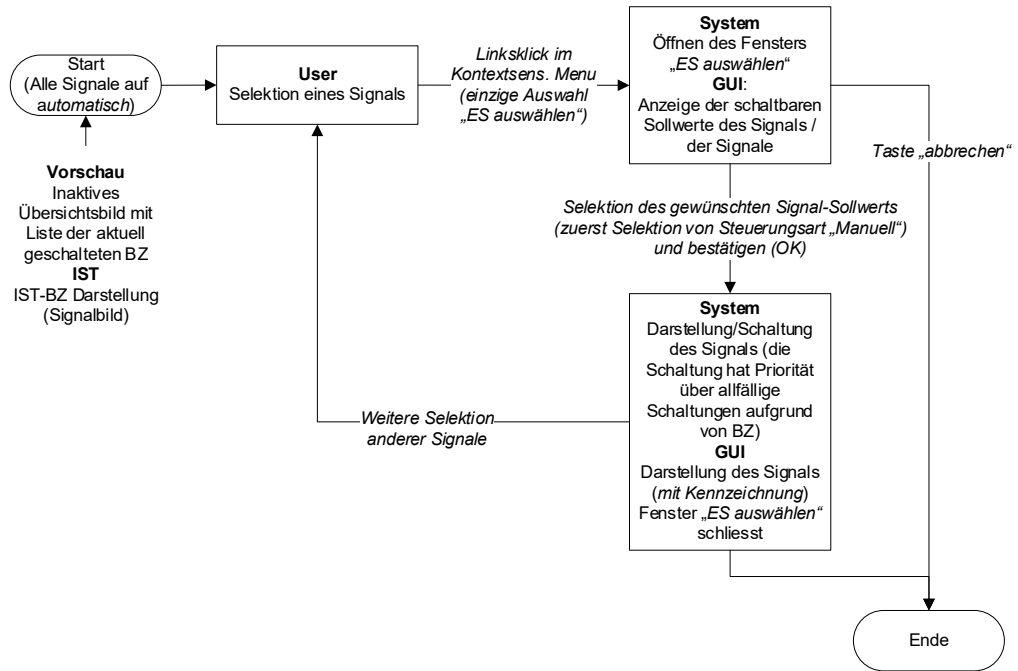 Start
(Alle Signale auf
automatisch)
Vorschau
Inaktives
Übersichtsbild mit
Liste der aktuell
geschalteten BZ
IST
IST-BZ Darstellung
(Signalbild)
User
Selektion eines Signals
Linksklick im
Kontextsens. Menu
(einzige Auswahl
„ES auswählen“)
System
Öffnen des Fensters
„ES auswählen“
GUI:
Anzeige der schaltbaren
Sollwerte des Signals /
der Signale
Taste „abbrechen“
Selektion des gewünschten Signal-Sollwerts
(zuerst Selektion von Steuerungsart „Manuell“)
und bestätigen (OK)
System
Darstellung/Schaltung
des Signals (die
Schaltung hat Priorität
über allfällige
Schaltungen aufgrund
von BZ)
GUI
Darstellung des Signals
(mit Kennzeichnung)
Fenster „ES auswählen“
schliesst
Weitere Selektion
anderer Signale
Ende